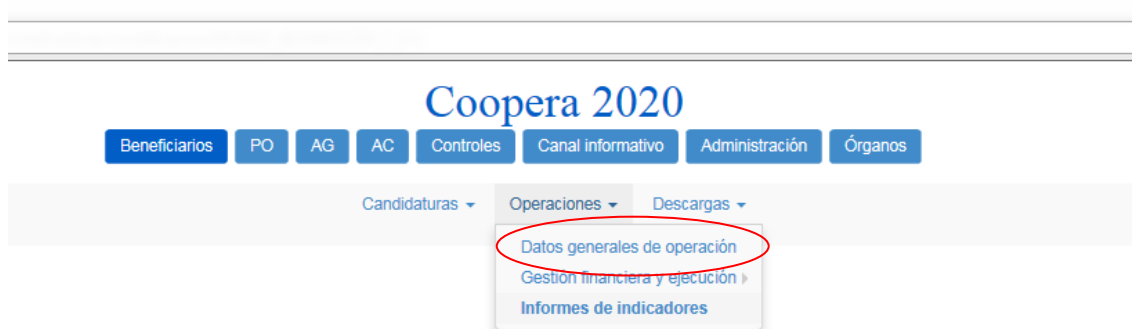 Coopera 2020
Beneficiarios PO AG AC Controles Canal informativo Administración Órganos
Candidaturas Operaciones Descargas
Datos generales de operación
Gestión financiera y ejecución
Informes de indicadores